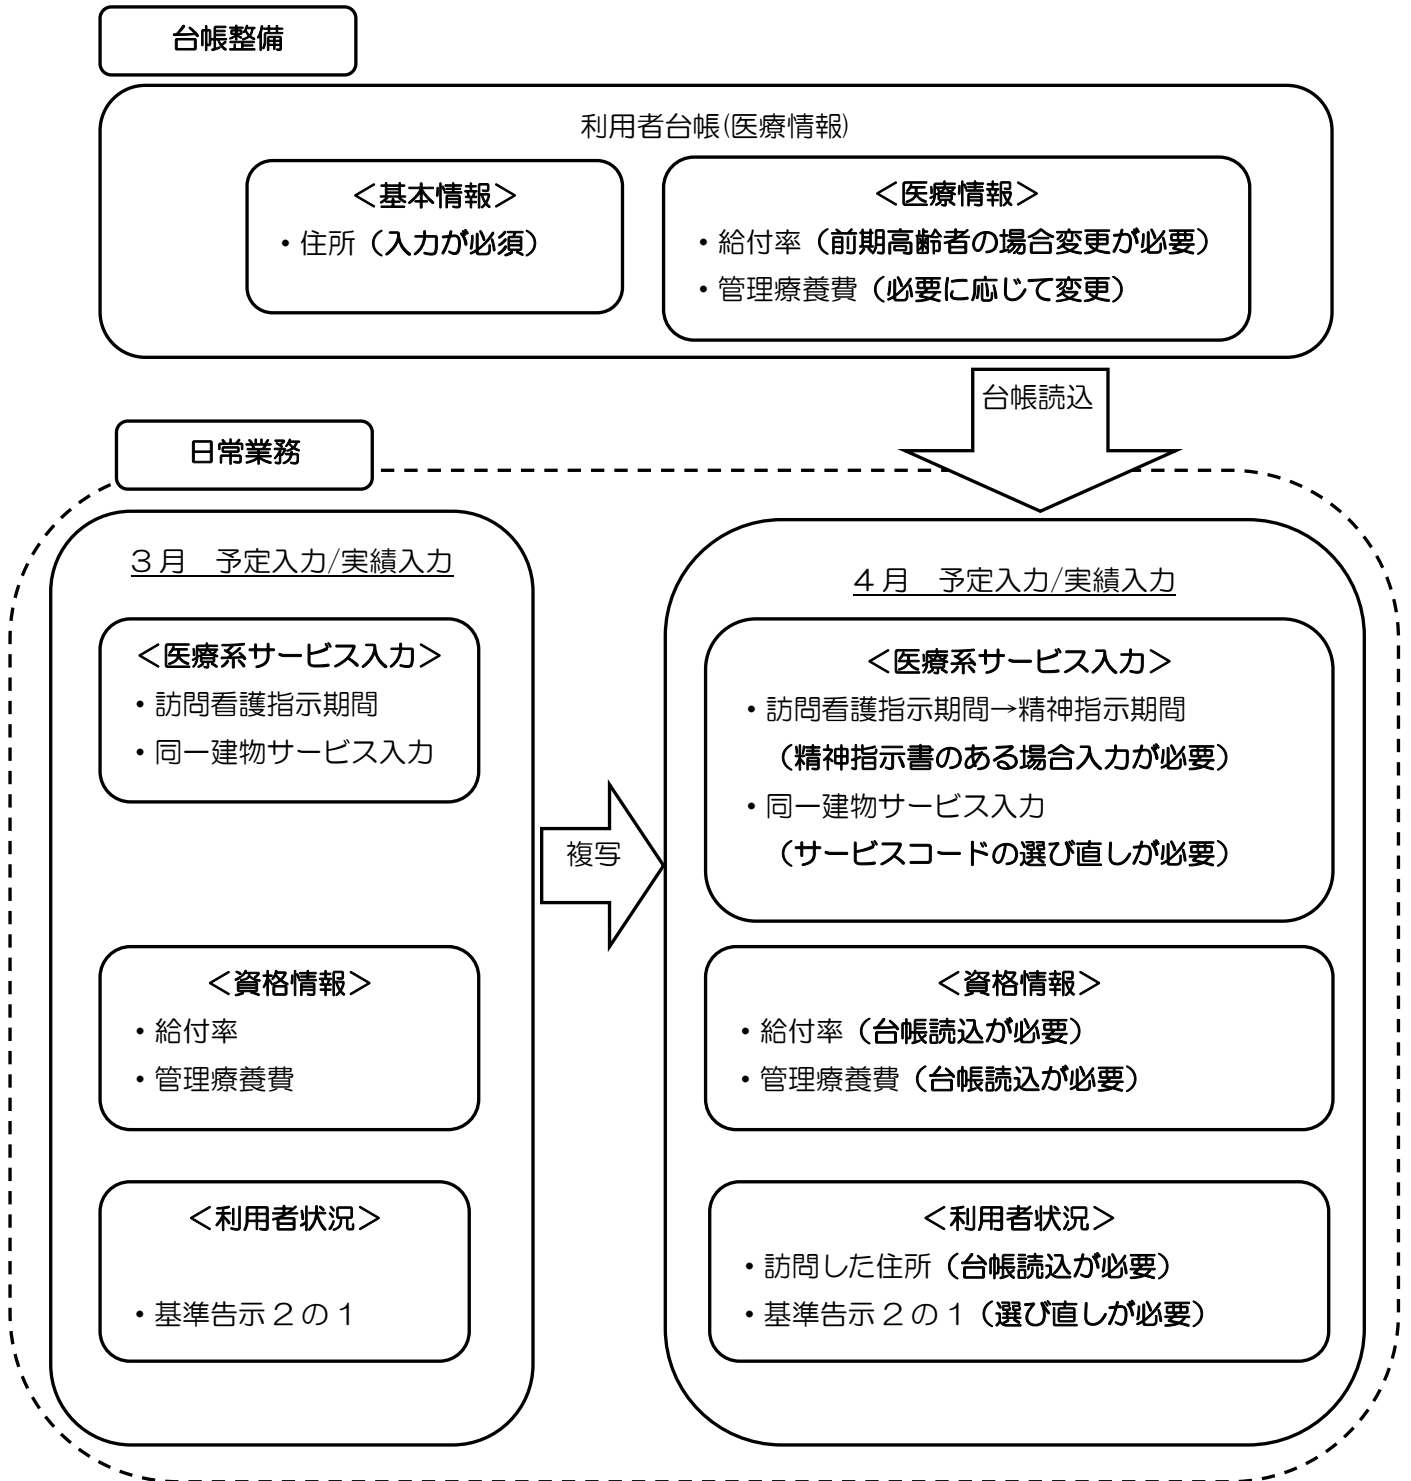 台帳整備
利用者台帳(医療情報)
＜基本情報＞
・住所（入力が必須）
＜医療情報＞
・給付率（前期高齢者の場合変更が必要）
・管理療養費（必要に応じて変更）
台帳読込
日常業務
３月　予定入力/実績入力
＜医療系サービス入力＞
・訪問看護指示期間
・同一建物サービス入力
＜資格情報＞
・給付率
・管理療養費
＜利用者状況＞
・基準告示２の１
複写
４月　予定入力/実績入力
＜医療系サービス入力＞
・訪問看護指示期間→精神指示期間
（精神指示書のある場合入力が必要）
・同一建物サービス入力
（サービスコードの選び直しが必要）
＜資格情報＞
・給付率（台帳読込が必要）
・管理療養費（台帳読込が必要）
＜利用者状況＞
・訪問した住所（台帳読込が必要）
・基準告示２の１（選び直しが必要）